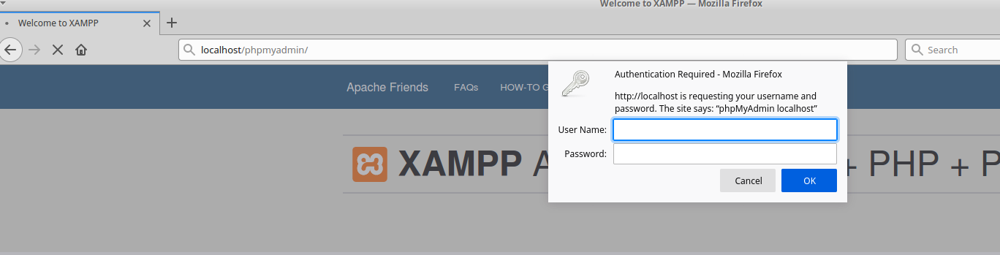 Welcome to XAMPP — Mozilla Firefox
Welcome to XAMPP
localhost/phpmyadmin/
Search
Apache Friends FAQs HOW-TO G
Authentication Required - Mozilla Firefox
http://localhost is requesting your username and
password. The site says: “phpMyAdmin localhost”
User Name:
Password:
Cancel OK
XAMPP A + PHP + P